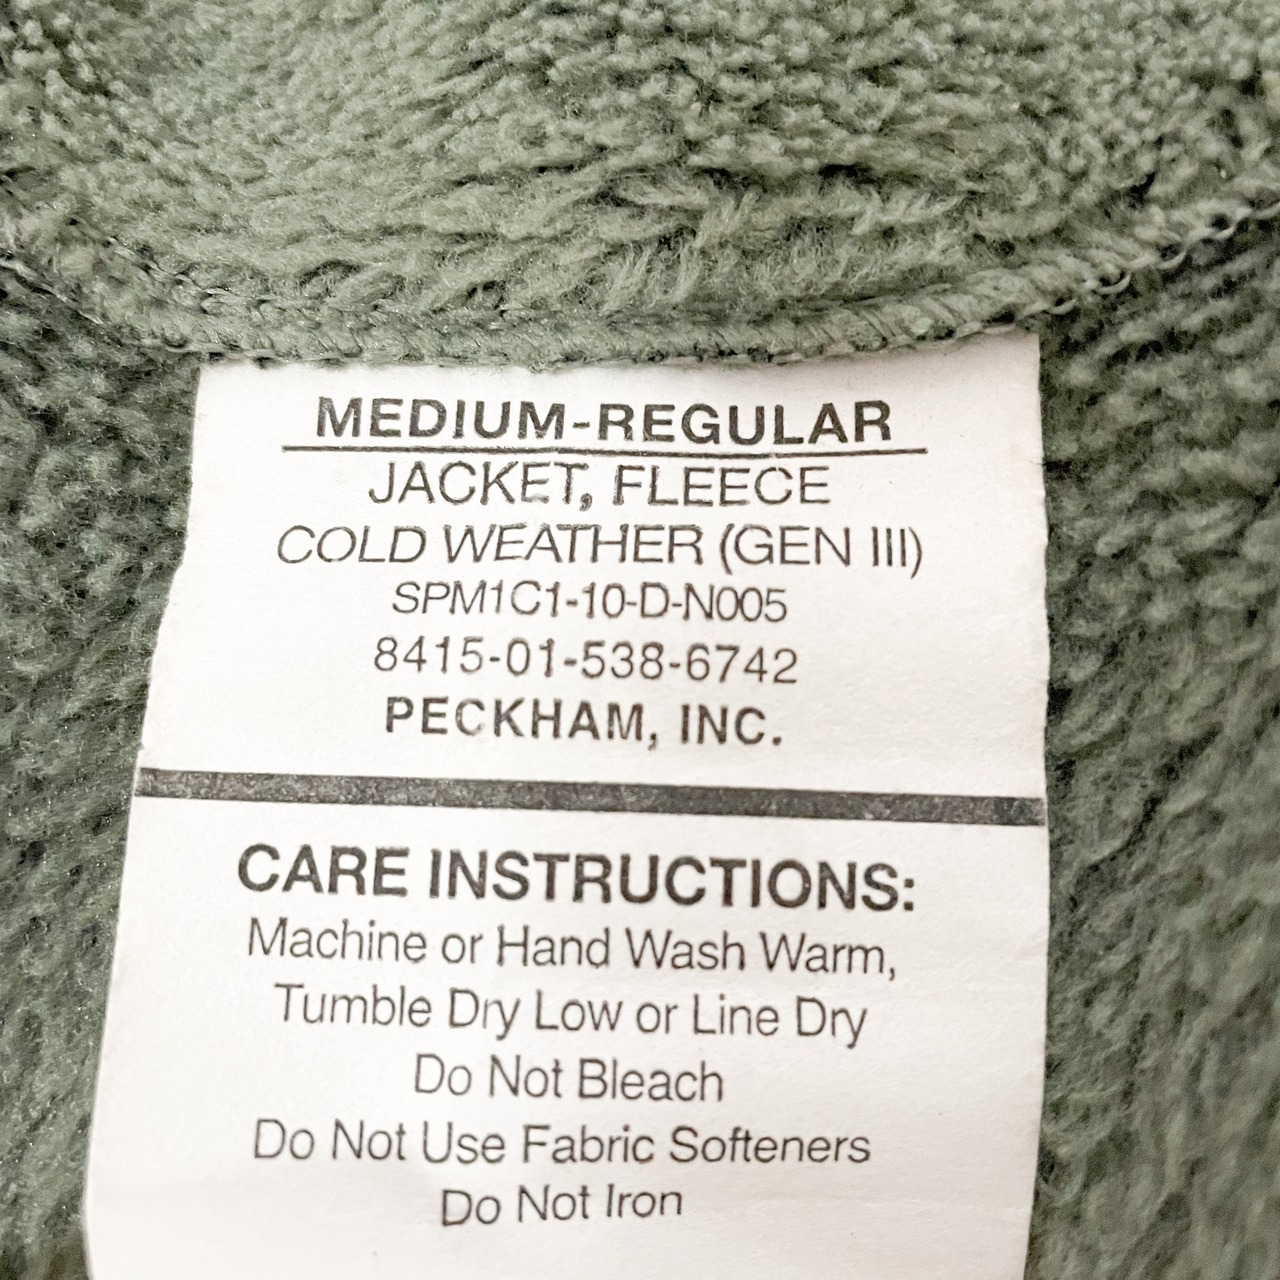 MEDIUM-REGULAR
JACKET, FLEECE
COLD WEATHER (GEN III)
SPM1C1-10-D-N005
8415-01-538-6742
PECKHAM, INC.
CARE INSTRUCTIONS:
Machine or Hand Wash Warm,
Tumble Dry Low or Line Dry
Do Not Bleach
Do Not Use Fabric Softeners
Do Not Iron